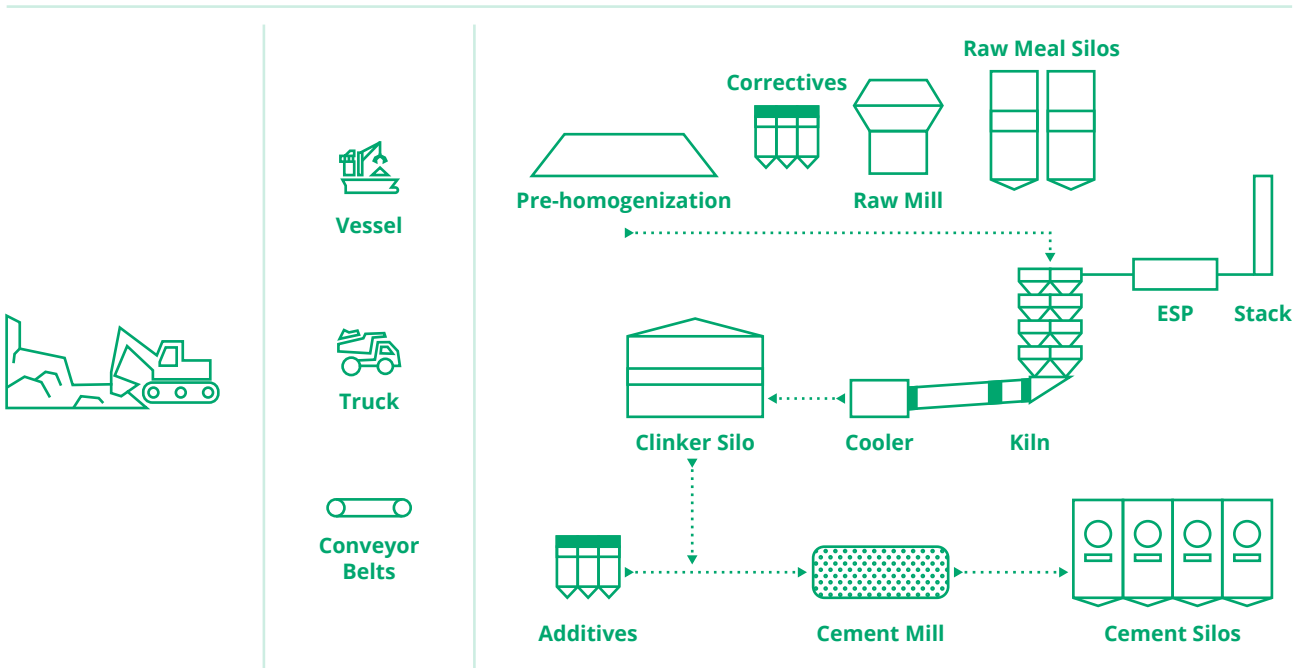 Vessel
Truck
Conveyor
Belts
Raw Meal Silos
Correctives
Pre-homogenization
Raw Mill
ESP
Stack
Clinker Silo
Cooler
Kiln
Additives
Cement Mill
Cement Silos